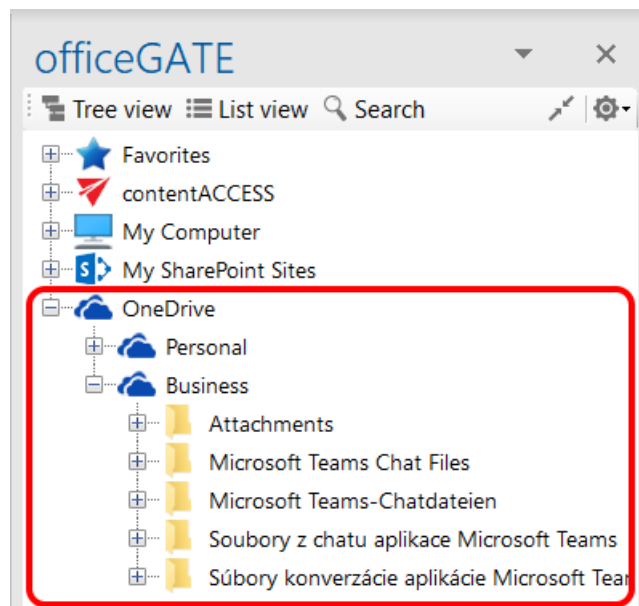 officeGATE
Tree view List view Search
Favorites
contentACCESS
My Computer
My SharePoint Sites
OneDrive
Personal
Business
Attachments
Microsoft Teams Chat Files
Microsoft Teams-Chatdateien
Soubory z chatu aplikace Microsoft Teams
Súbory konverzácie aplikácie Microsoft Tear